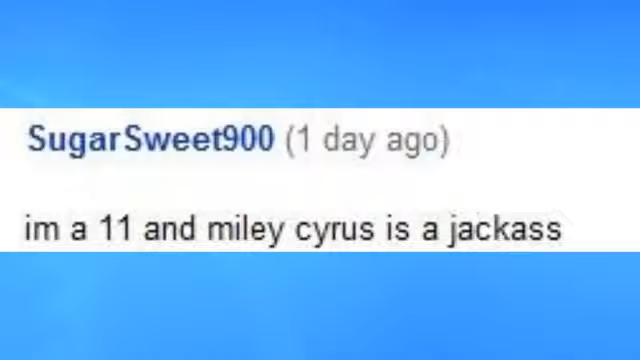 SugarSweet900 (1 day ago)
im a 11 and miley cyrus is a jackass